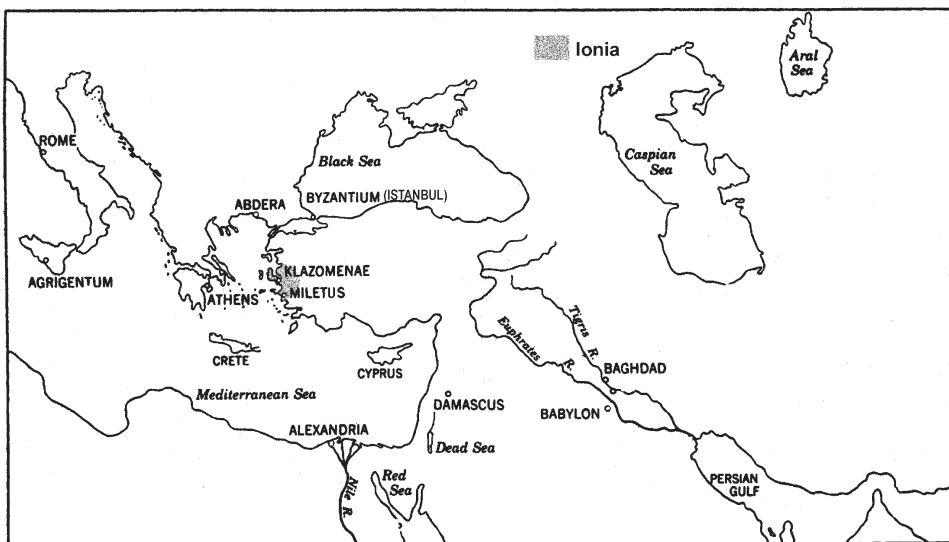 Ionia
Aral
Sea
ROME
Black Sea
Caspian
Sea
BYZANTIUM (ISTANBUL)
ABDERA
KLAZOMENAE
AGRIGENTUM
ATHENS
MILETUS
Tigris R.
Euphrates R.
CRETE
CYPRUS
BAGHDAD
Mediterranean Sea
DAMASCUS
BABYLON
ALEXANDRIA
Dead Sea
Red
Sea
Nile R.
PERSIAN
GULF